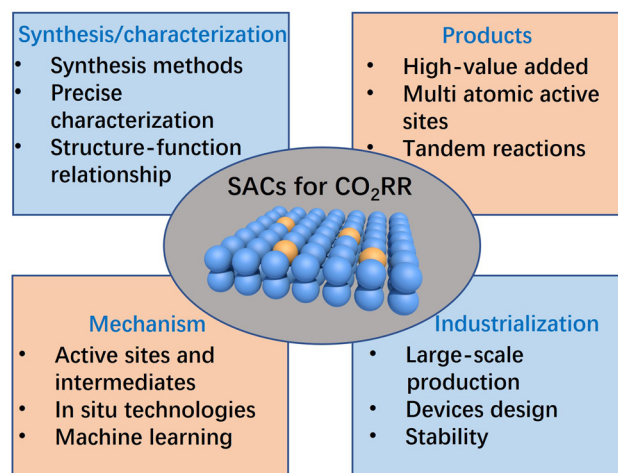 Synthesis/characterization
• Synthesis methods
• Precise
characterization
• Structure-function
relationship
Products
• High-value added
• Multi atomic active
sites
• Tandem reactions
SACs for CO₂RR
Mechanism
• Active sites and
intermediates
• In situ technologies
• Machine learning
Industrialization
• Large-scale
production
• Devices design
• Stability